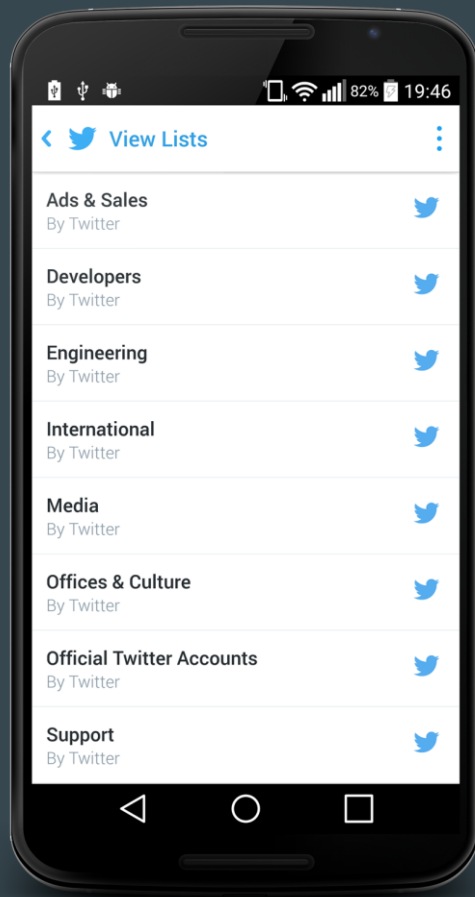 82% 19:46
View Lists
Ads & Sales
By Twitter
Developers
By Twitter
Engineering
By Twitter
International
By Twitter
Media
By Twitter
Offices & Culture
By Twitter
Official Twitter Accounts
By Twitter
Support
By Twitter